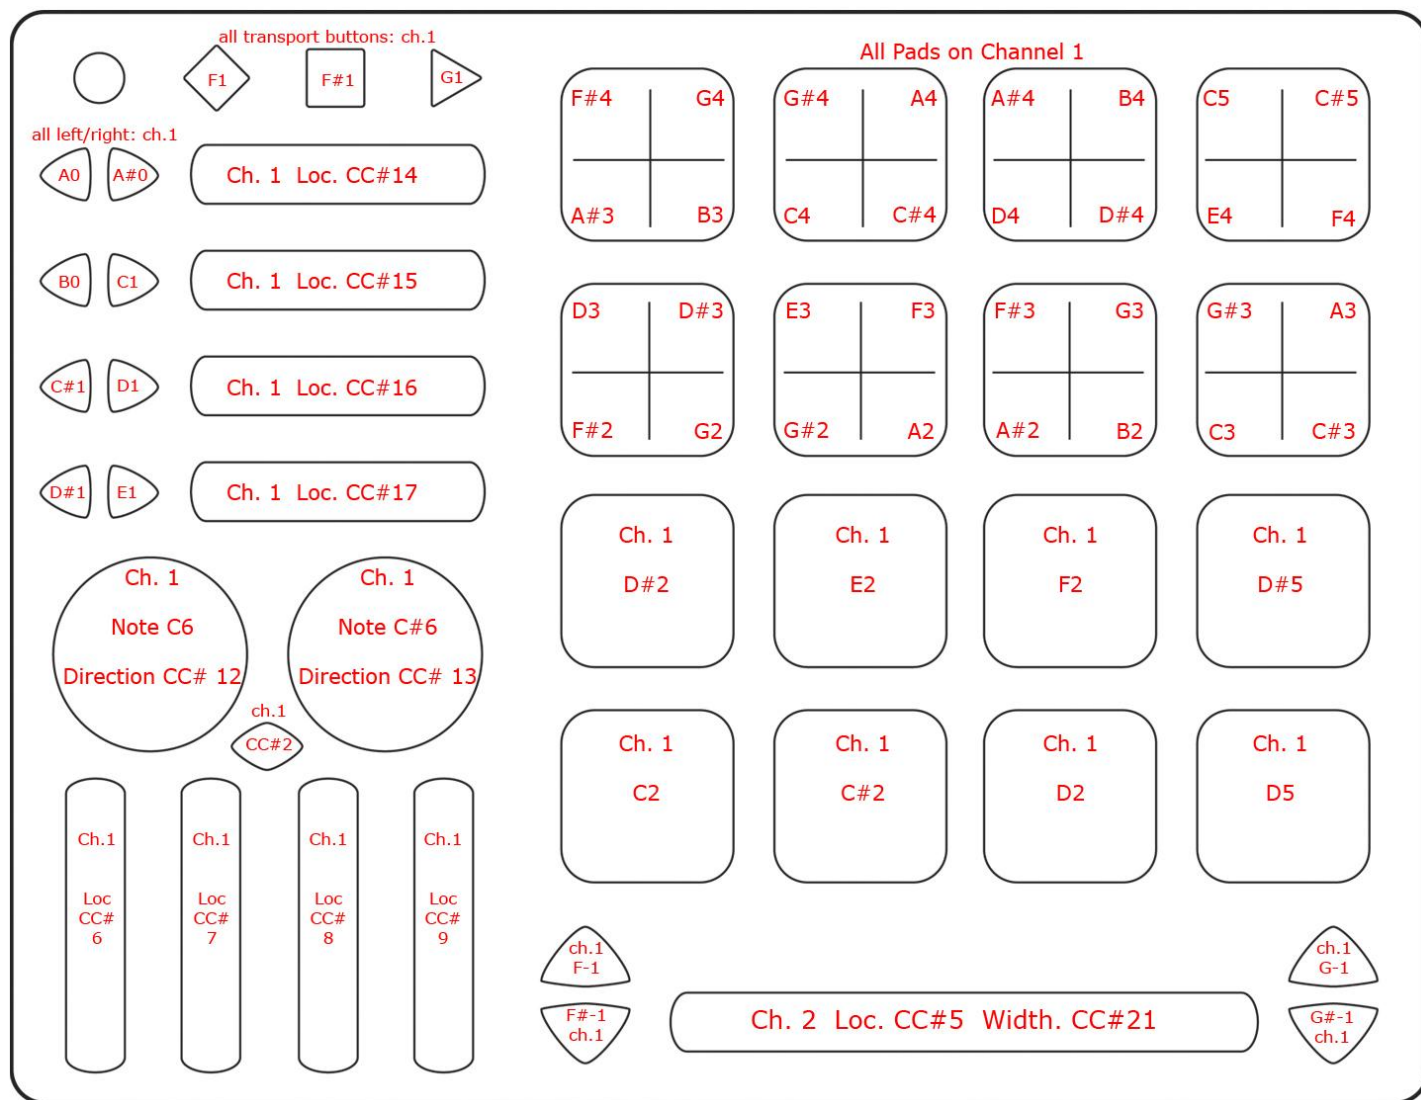 all transport buttons: ch.1
F1
F#1
G1
all left/right: ch.1
A0
A#0
Ch. 1 Loc. CC#14
B0
C1
Ch. 1 Loc. CC#15
C#1
D1
Ch. 1 Loc. CC#16
D#1
E1
Ch. 1 Loc. CC#17
Ch. 1
Note C6
Direction CC# 12
Ch. 1
Note C#6
Direction CC# 13
ch.1
CC#2
Ch.1
Loc
CC#
6
Ch.1
Loc
CC#
7
Ch.1
Loc
CC#
8
Ch.1
Loc
CC#
9
All Pads on Channel 1
F#4 G4
A#3 B3
G#4 A4
C4 C#4
A#4 B4
D4 D#4
C5 C#5
E4 F4
D3 D#3
F#2 G2
E3 F3
G#2 A2
F#3 G3
A#2 B2
G#3 A3
C3 C#3
Ch. 1
D#2
Ch. 1
E2
Ch. 1
F2
Ch. 1
D#5
Ch. 1
C2
Ch. 1
C#2
Ch. 1
D2
Ch. 1
D5
ch.1
F-1
F#-1
ch.1
Ch. 2 Loc. CC#5 Width. CC#21
ch.1
G-1
G#-1
ch.1